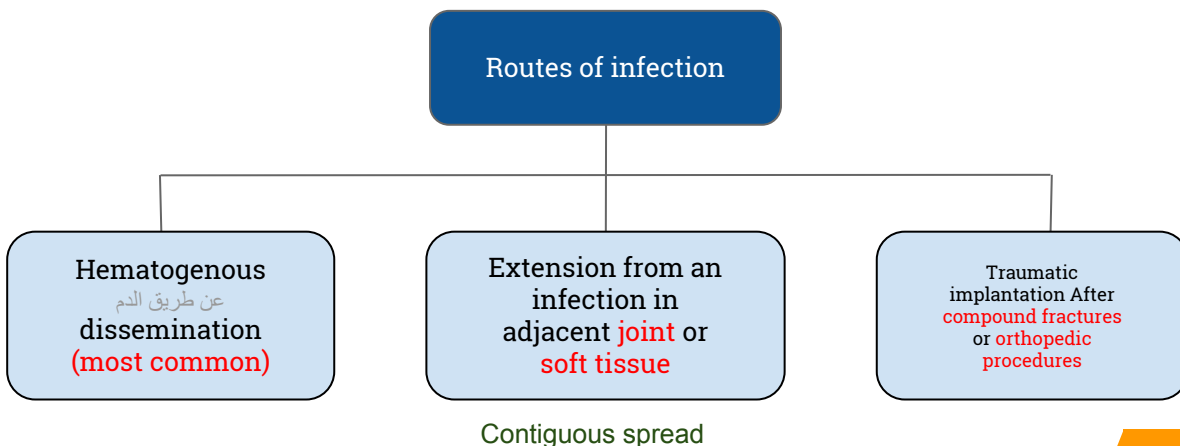 Routes of infection
Hematogenous
عن طريق الدم
dissemination
(most common)
Extension from an
infection in
adjacent joint or
soft tissue
Traumatic
implantation After
compound fractures
or orthopedic
procedures
Contiguous spread